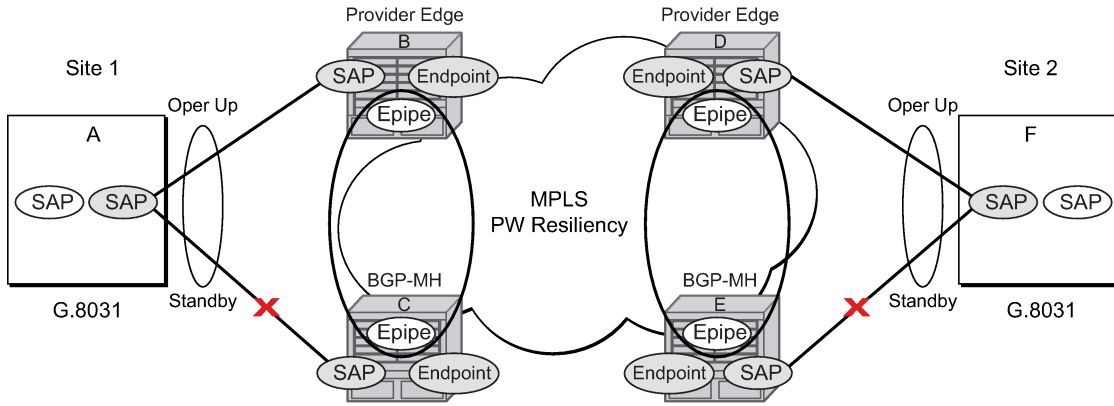 Provider Edge
Provider Edge
B
D
Site 1
SAP
Endpoint
Endpoint
SAP
Site 2
Oper Up
Oper Up
Epipe
Epipe
A
F
SAP
SAP
MPLS
PW Resiliency
SAP
SAP
BGP-MH
BGP-MH
Standby
Standby
G.8031
C
E
G.8031
Epipe
Epipe
SAP
Endpoint
Endpoint
SAP